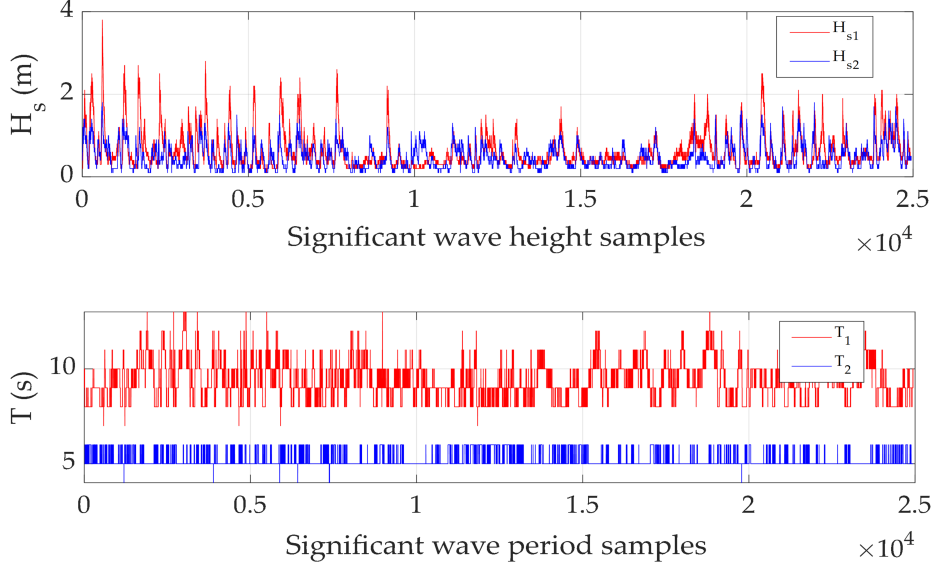 4
2
0
H_s (m)
H_s1
H_s2
0 0.5 1 1.5 2 2.5
×10^4
Significant wave height samples
10
5
T (s)
T_1
T_2
0 0.5 1 1.5 2 2.5
×10^4
Significant wave period samples